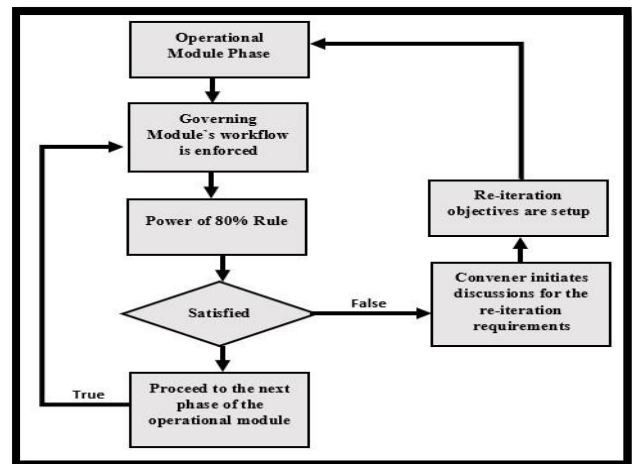 Operational
Module Phase
Governing
Module`s workflow
is enforced
Power of 80% Rule
Satisfied
False
Proceed to the next
phase of the
operational module
True
Convener initiates
discussions for the
re-iteration
requirements
Re-iteration
objectives are setup